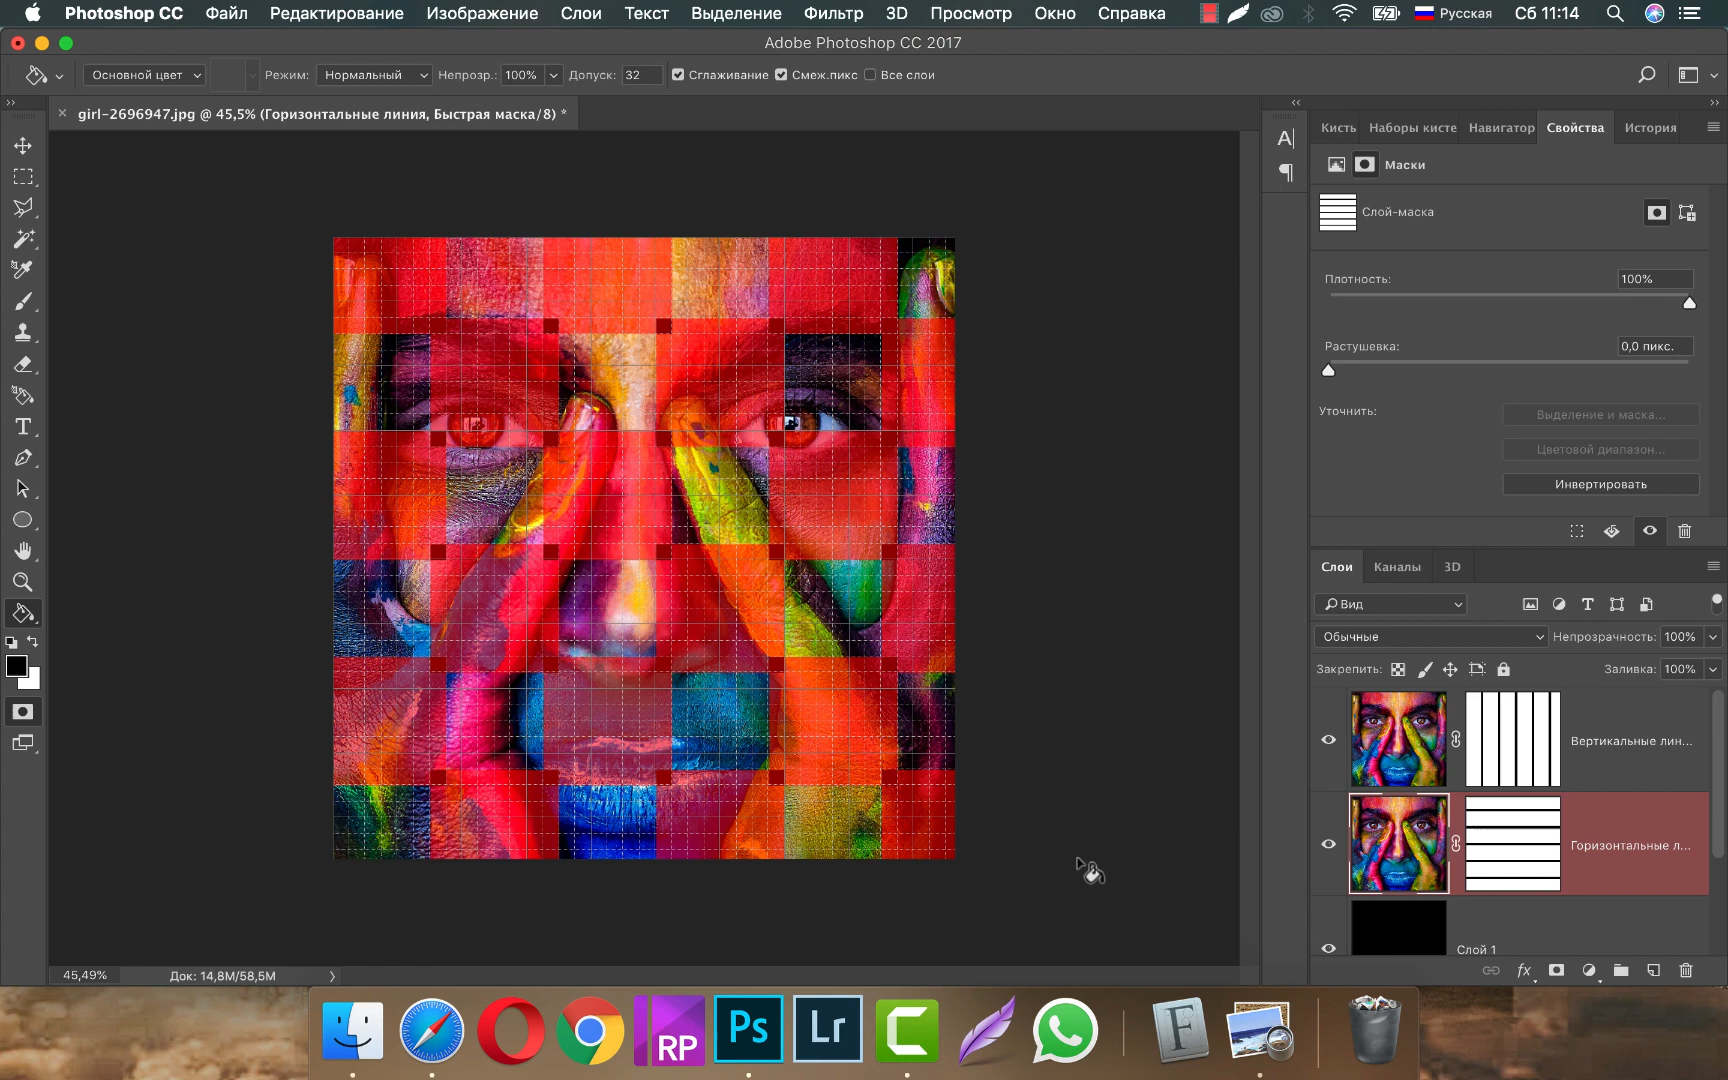 Photoshop CC Файл Редактирование Изображение Слои Текст Выделение Фильтр 3D Просмотр Окно Справка Русская Сб 11:14
Adobe Photoshop CC 2017
Основной цвет Режим: Нормальный Непрозр.: 100% Допуск: 32 Сглаживание Смеж.пикс Все слои
girl-2696947.jpg @ 45,5% (Горизонтальные линия, Быстрая маска/8) *
Кисть Наборы кисте Навигатор Свойства История
Маски
Слой-маска
Плотность: 100%
Растушевка: 0,0 пикс.
Уточнить: Выделение и маска...
Цветовой диапазон...
Инвертировать
Слои Каналы 3D
Вид
Обычные Непрозрачность: 100%
Закрепить: Заливка: 100%
Вертикальные лин...
Горизонтальные л...
Слой 1
fx
45,49% Док: 14,8M/58,5M
RP Ps Lr C F